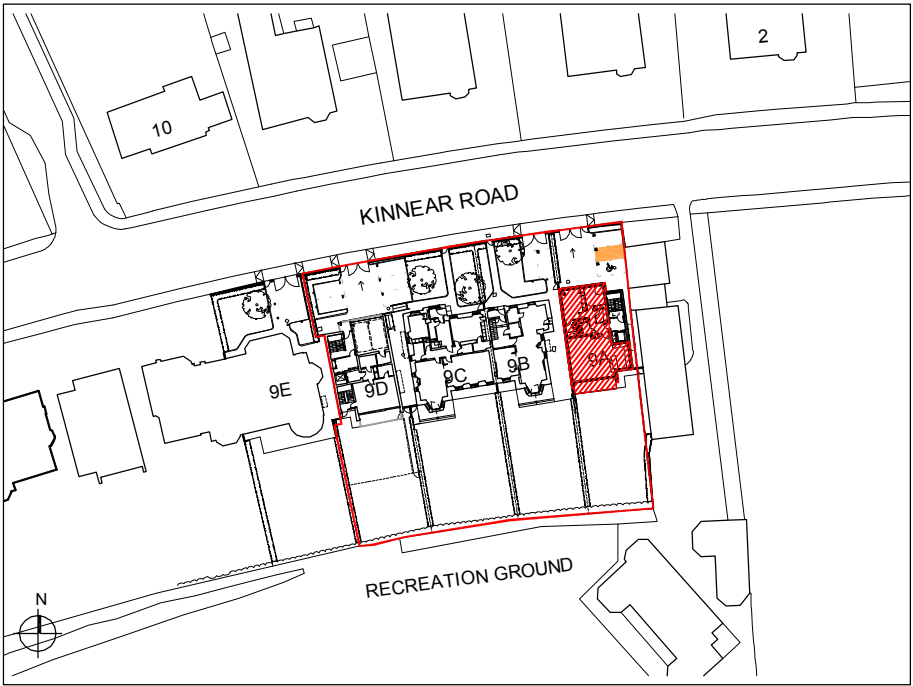 2
10
KINNEAR ROAD
9A
9B
9C
9D
9E
RECREATION GROUND
N